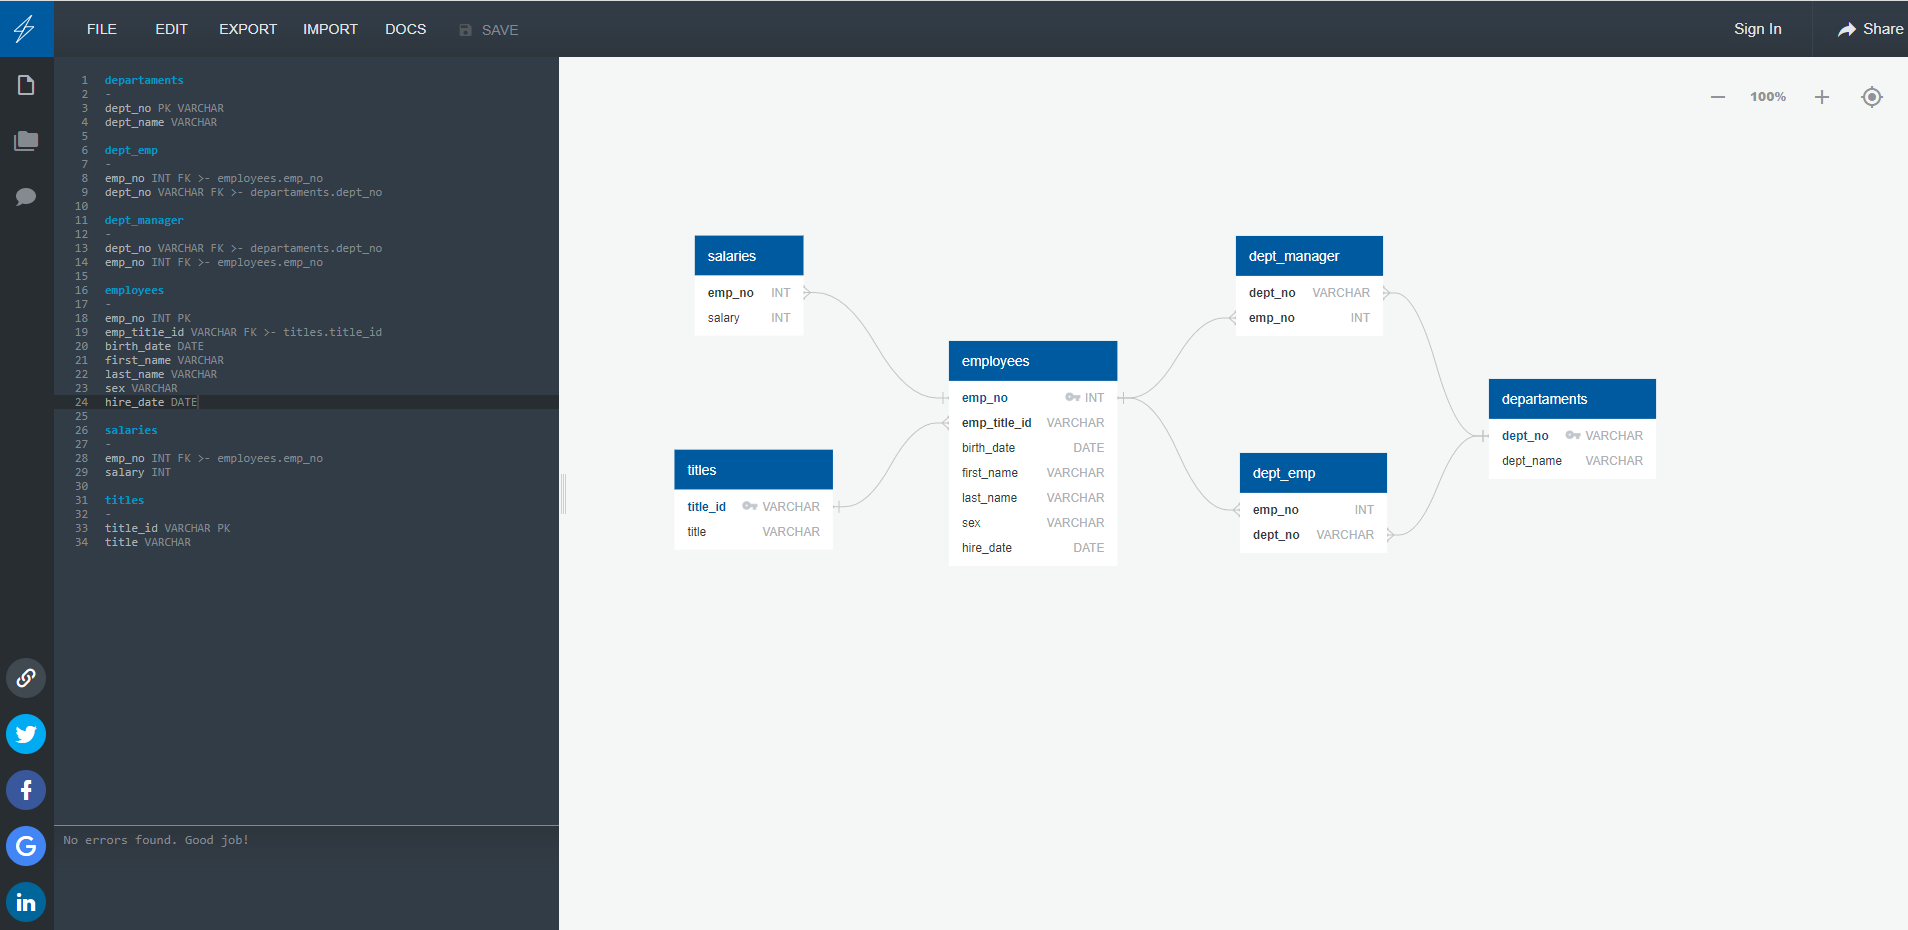 FILE EDIT EXPORT IMPORT DOCS SAVE Sign In Share
1 departaments
2 -
3 dept_no PK VARCHAR
4 dept_name VARCHAR
5
6 dept_emp
7 -
8 emp_no INT FK >- employees.emp_no
9 dept_no VARCHAR FK >- departaments.dept_no
10
11 dept_manager
12 -
13 dept_no VARCHAR FK >- departaments.dept_no
14 emp_no INT FK >- employees.emp_no
15
16 employees
17 -
18 emp_no INT PK
19 emp_title_id VARCHAR FK >- titles.title_id
20 birth_date DATE
21 first_name VARCHAR
22 last_name VARCHAR
23 sex VARCHAR
24 hire_date DATE
25
26 salaries
27 -
28 emp_no INT FK >- employees.emp_no
29 salary INT
30
31 titles
32 -
33 title_id VARCHAR PK
34 title VARCHAR
No errors found. Good job!
100%
salaries
emp_no INT
salary INT
titles
title_id VARCHAR
title VARCHAR
employees
emp_no INT
emp_title_id VARCHAR
birth_date DATE
first_name VARCHAR
last_name VARCHAR
sex VARCHAR
hire_date DATE
dept_manager
dept_no VARCHAR
emp_no INT
dept_emp
emp_no INT
dept_no VARCHAR
departaments
dept_no VARCHAR
dept_name VARCHAR